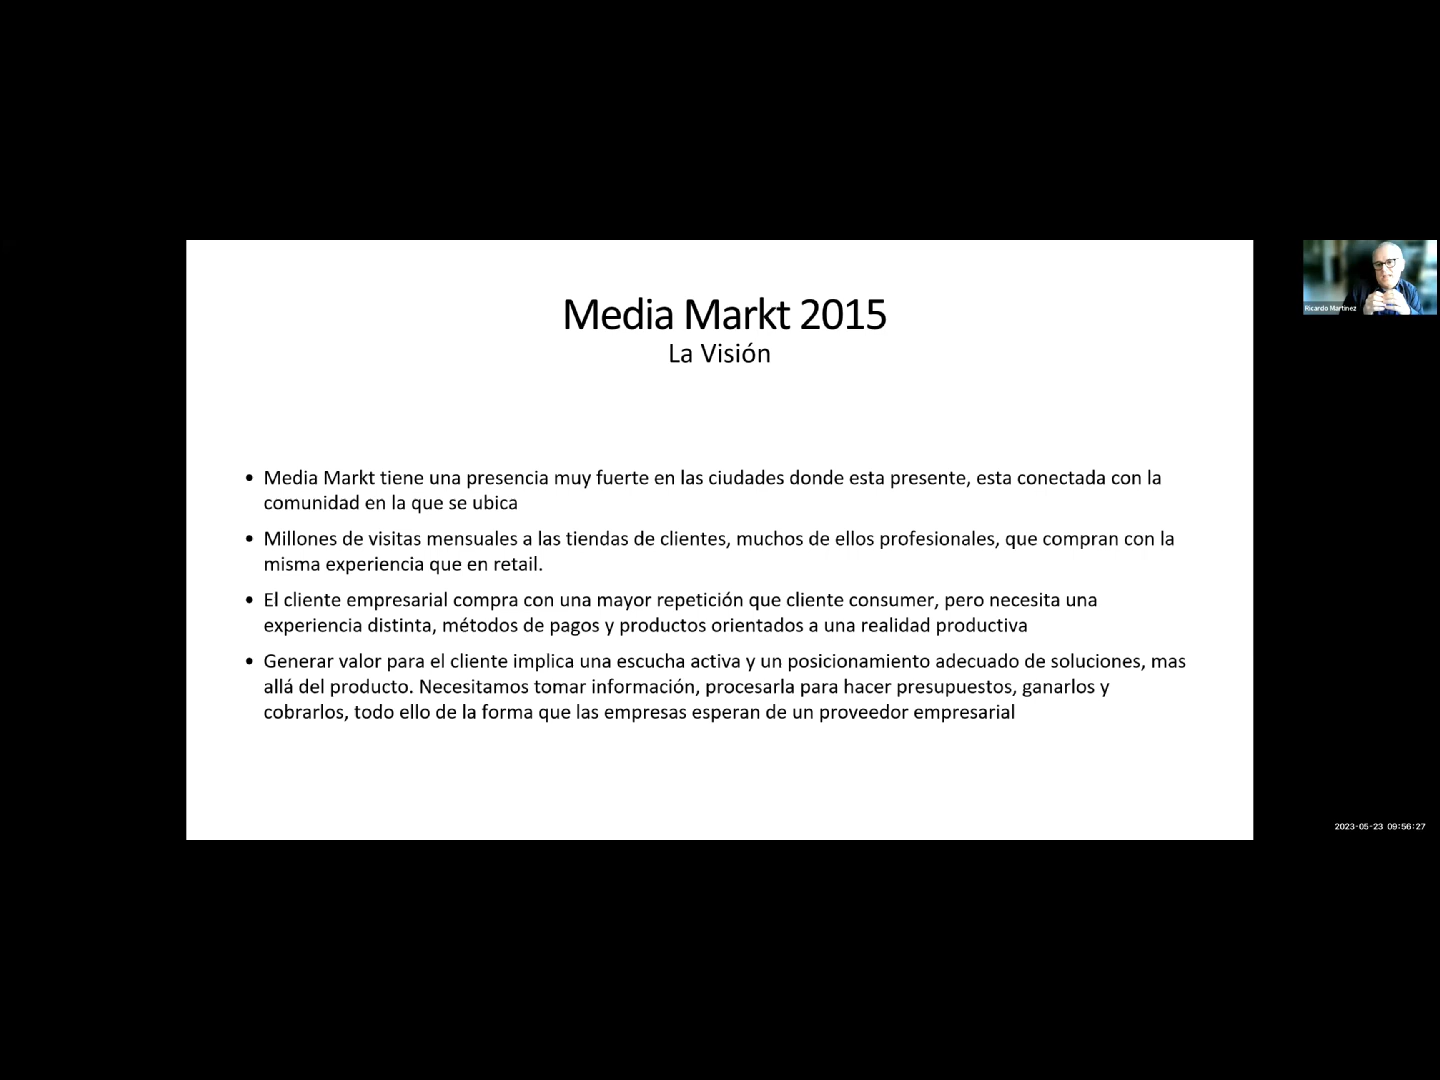 Media Markt 2015
La Visión
• Media Markt tiene una presencia muy fuerte en las ciudades donde esta presente, esta conectada con la
comunidad en la que se ubica
• Millones de visitas mensuales a las tiendas de clientes, muchos de ellos profesionales, que compran con la
misma experiencia que en retail.
• El cliente empresarial compra con una mayor repetición que cliente consumer, pero necesita una
experiencia distinta, métodos de pagos y productos orientados a una realidad productiva
• Generar valor para el cliente implica una escucha activa y un posicionamiento adecuado de soluciones, mas
allá del producto. Necesitamos tomar información, procesarla para hacer presupuestos, ganarlos y
cobrarlos, todo ello de la forma que las empresas esperan de un proveedor empresarial
Ricardo Martinez
2023-05-23 09:56:27